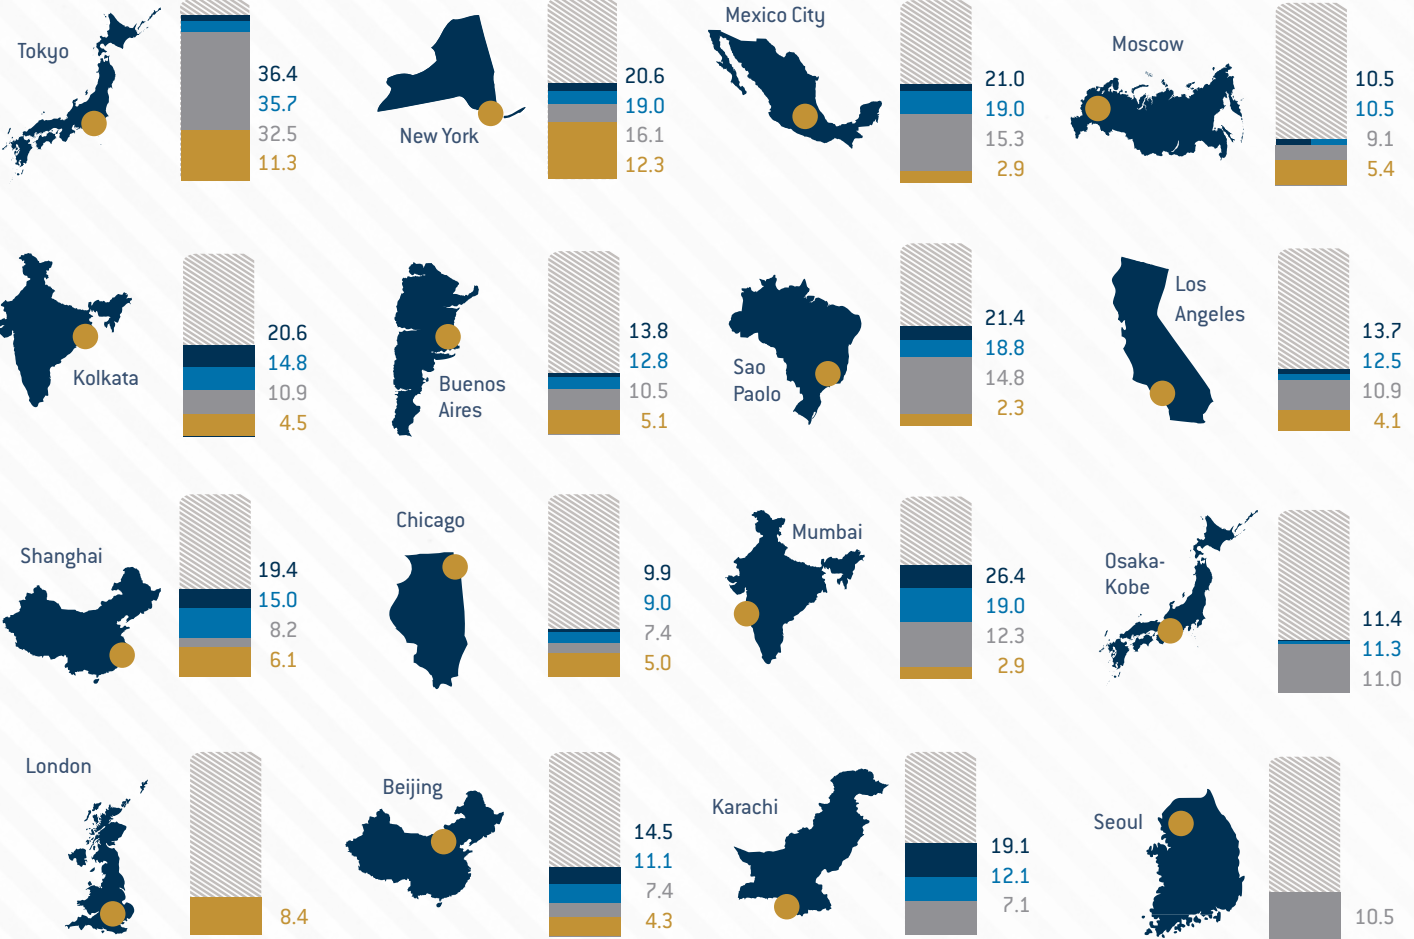 Tokyo
36.4
35.7
32.5
11.3
New York
20.6
19.0
16.1
12.3
Mexico City
21.0
19.0
15.3
2.9
Moscow
10.5
10.5
9.1
5.4
Kolkata
20.6
14.8
10.9
4.5
Buenos
Aires
13.8
12.8
10.5
5.1
Sao
Paolo
21.4
18.8
14.8
2.3
Los
Angeles
13.7
12.5
10.9
4.1
Shanghai
19.4
15.0
8.2
6.1
Chicago
9.9
9.0
7.4
5.0
Mumbai
26.4
19.0
12.3
2.9
Osaka-
Kobe
11.4
11.3
11.0
London
8.4
Beijing
14.5
11.1
7.4
4.3
Karachi
19.1
12.1
7.1
Seoul
10.5